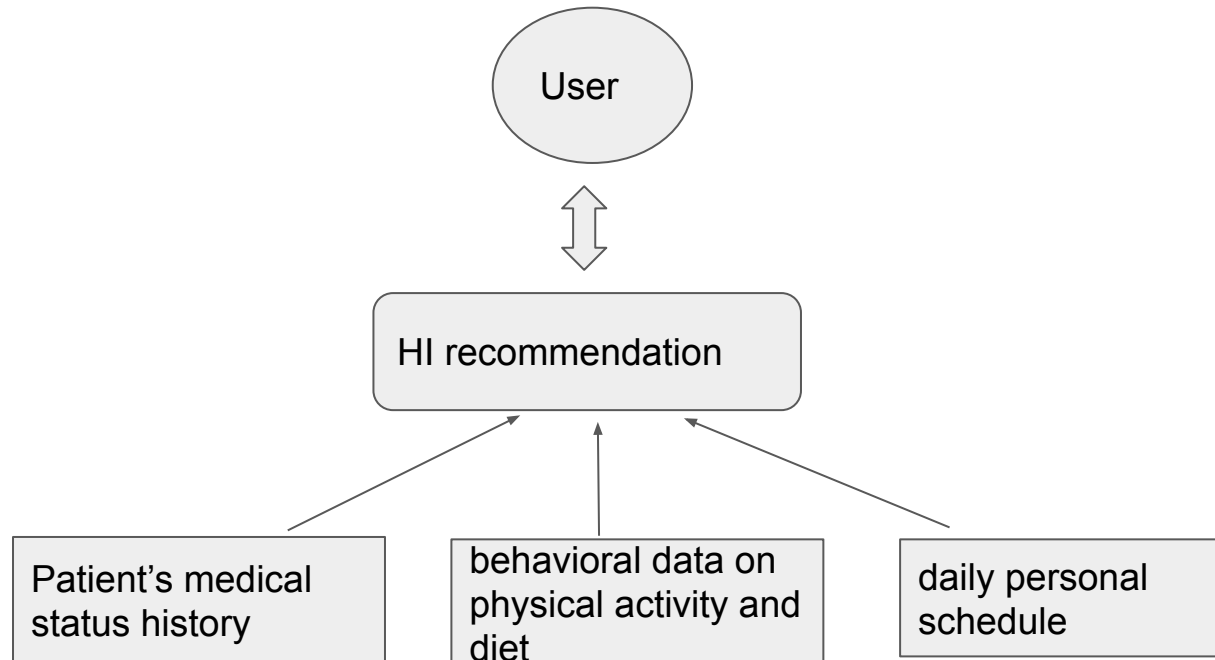 User
HI recommendation
Patient’s medical
status history
behavioral data on
physical activity and
diet
daily personal
schedule